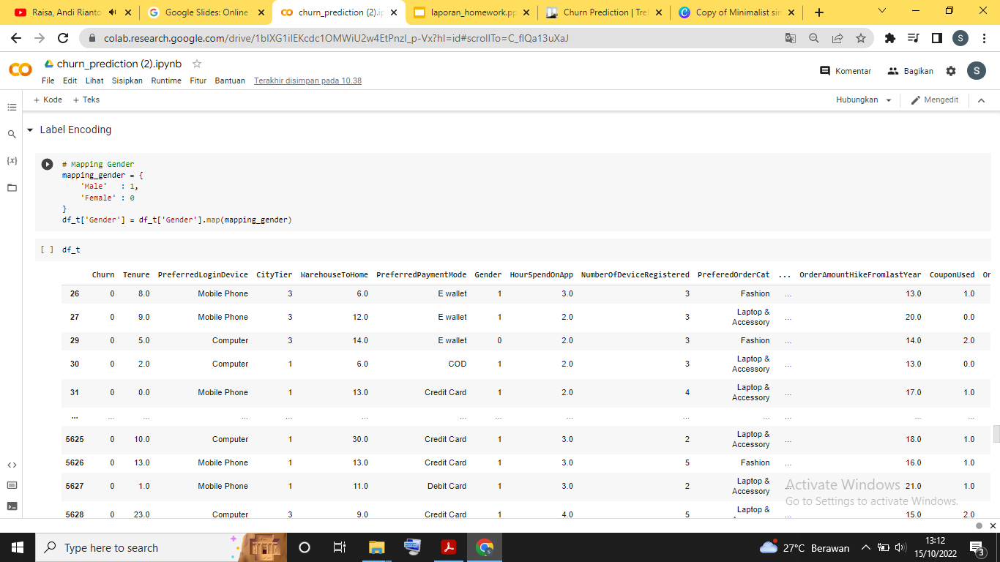 Raisa, Andi Rianto
Google Slides: Online
churn_prediction (2).i
laporan_homework.p
Churn Prediction | Tre
Copy of Minimalist si
colab.research.google.com/drive/1blXG1iIEKcdc1OMWiU2w4EtPnzI_p-Vx?hl=id#scrollTo=C_flQa13uXaJ
S
churn_prediction (2).ipynb
Komentar
Bagikan
S
File Edit Lihat Sisipkan Runtime Fitur Bantuan Terakhir disimpan pada 10.38
+ Kode + Teks
Hubungkan
Mengedit
Label Encoding
{x}
# Mapping Gender
mapping_gender = {
'Male' : 1,
'Female' : 0
}
df_t['Gender'] = df_t['Gender'].map(mapping_gender)
[ ] df_t
Churn Tenure PreferredLoginDevice CityTier WarehouseToHome PreferredPaymentMode Gender HourSpendOnApp NumberOfDeviceRegistered PreferedOrderCat ... OrderAmountHikeFromlastYear CouponUsed Or
26 0 8.0 Mobile Phone 3 6.0 E wallet 1 3.0 3 Fashion ... 13.0 1.0
27 0 9.0 Mobile Phone 3 12.0 E wallet 1 2.0 3 Laptop &
Accessory ... 20.0 0.0
29 0 5.0 Computer 3 14.0 E wallet 0 2.0 3 Fashion ... 14.0 2.0
30 0 2.0 Computer 1 6.0 COD 1 2.0 3 Laptop &
Accessory ... 13.0 0.0
31 0 0.0 Mobile Phone 1 13.0 Credit Card 1 2.0 4 Laptop &
Accessory ... 17.0 1.0
... ... ... ... ... ... ... ... ... ... ... ... ... ...
5625 0 10.0 Computer 1 30.0 Credit Card 1 3.0 2 Laptop &
Accessory ... 18.0 1.0
5626 0 13.0 Mobile Phone 1 13.0 Credit Card 1 3.0 5 Fashion ... 16.0 1.0
5627 0 1.0 Mobile Phone 1 11.0 Debit Card 1 3.0 2 Laptop &
Accessory ... 21.0 1.0
5628 0 23.0 Computer 3 9.0 Credit Card 1 4.0 5 Laptop &
... 15.0 2.0
Activate Windows
Go to Settings to activate Windows.
Type here to search
27°C Berawan
13:12
15/10/2022
3